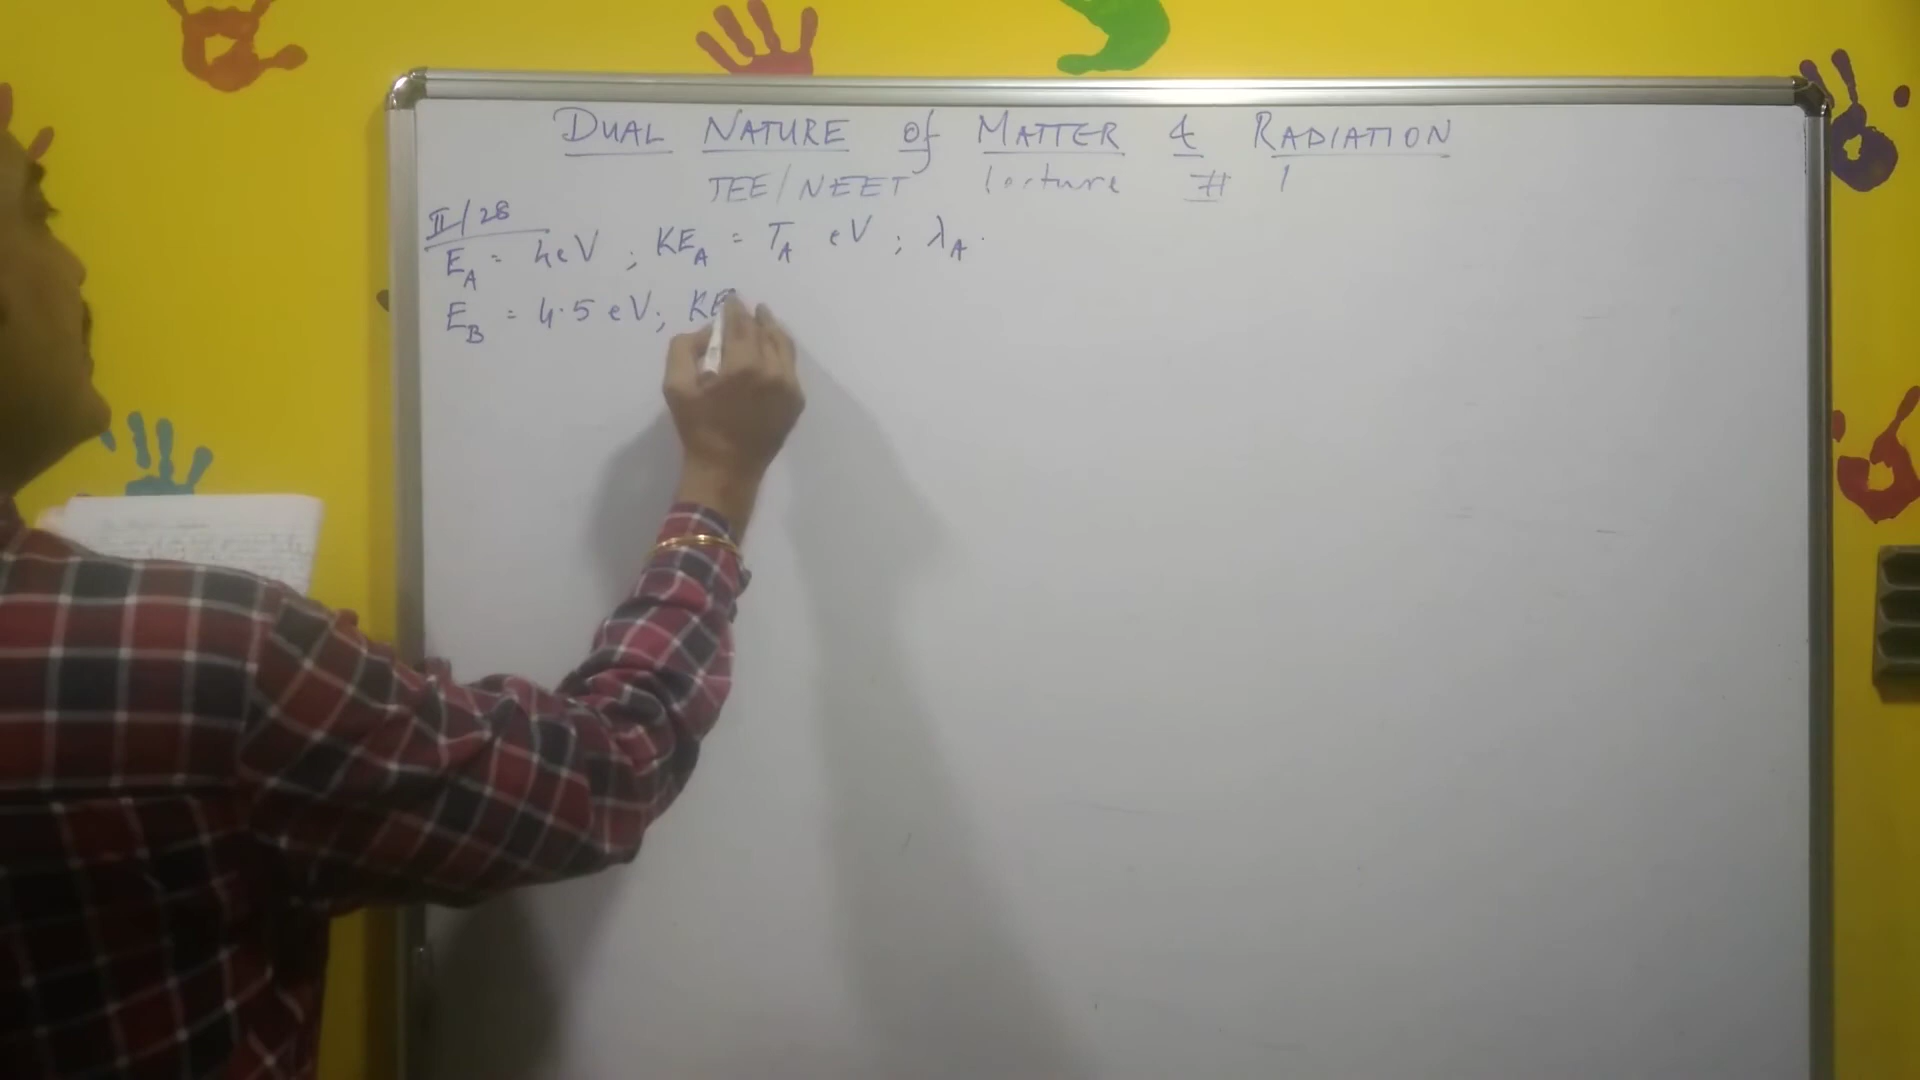 DUAL NATURE of MATTER & RADIATION
JEE/NEET Lecture # 1
II/28
E_A = 4eV ; KE_A = T_A eV ; λ_A.
E_B = 4.5 eV; KE